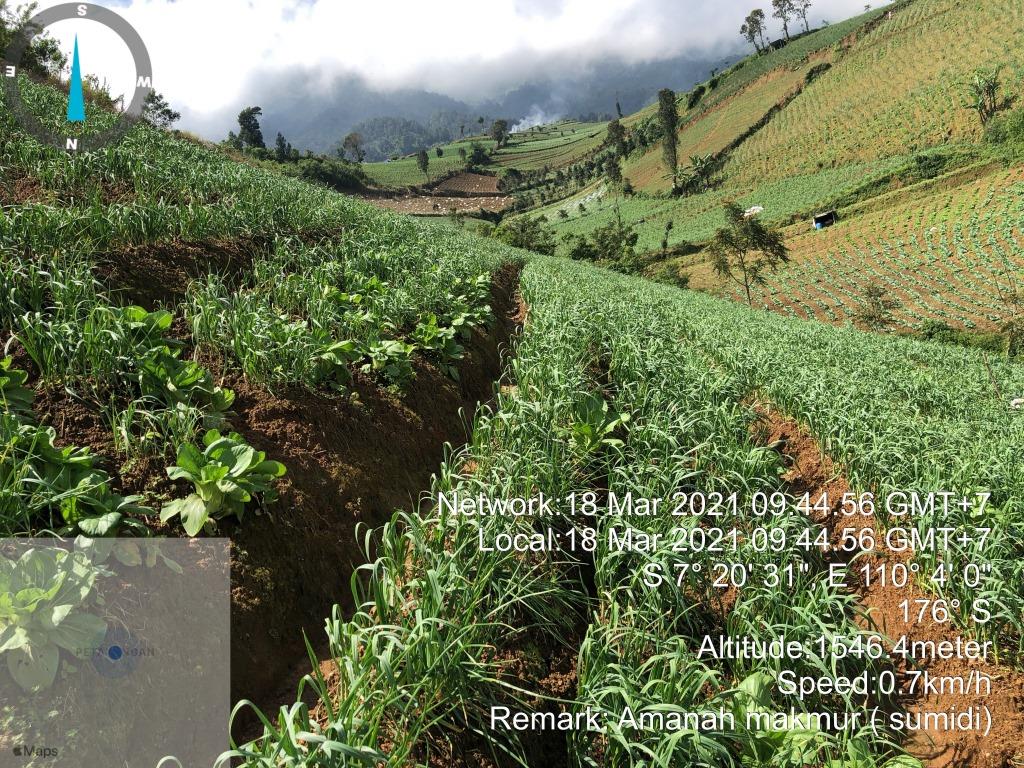 S
E
W
N
Network:18 Mar 2021 09.44.56 GMT+7
Local:18 Mar 2021 09.44.56 GMT+7
S 7° 20' 31", E 110° 4' 0"
176° S
Altitude:1546.4meter
Speed:0.7km/h
Remark: Amanah makmur ( sumidi)
Maps